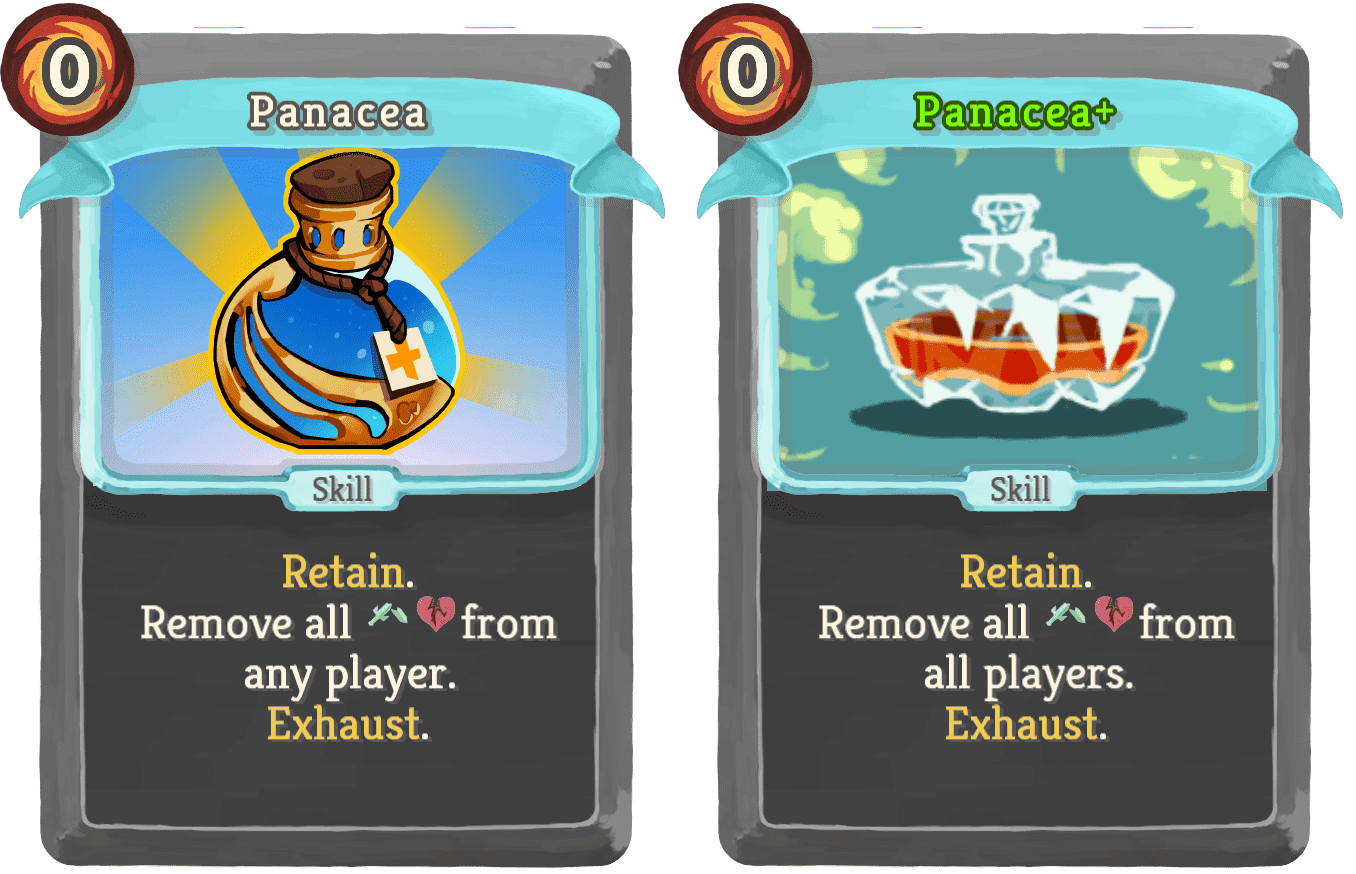 0
Panacea
Skill
Retain.
Remove all from
any player.
Exhaust.
0
Panacea+
Skill
Retain.
Remove all from
all players.
Exhaust.